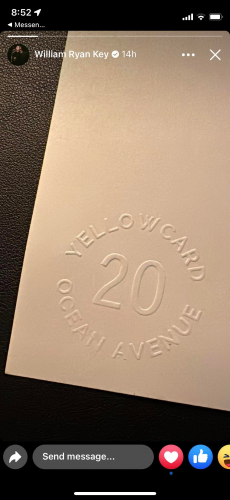 8:52
◀ Messen...
William Ryan Key 14h
YELLOWCARD
20
OCEAN AVENUE
Send message...